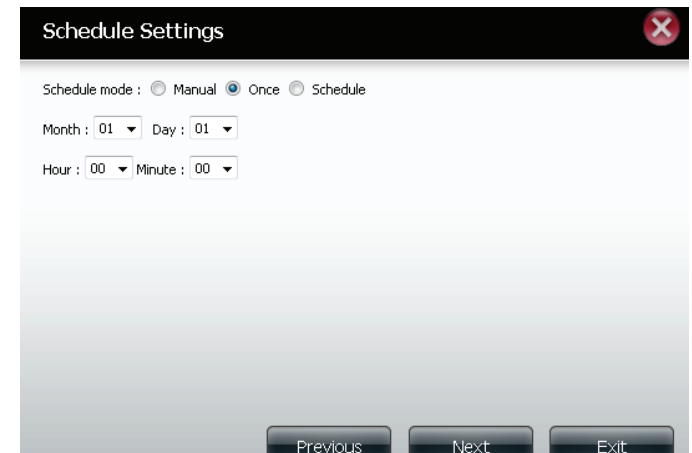 Schedule Settings
Schedule mode : Manual Once Schedule
Month : 01 Day : 01
Hour : 00 Minute : 00
Previous Next Exit